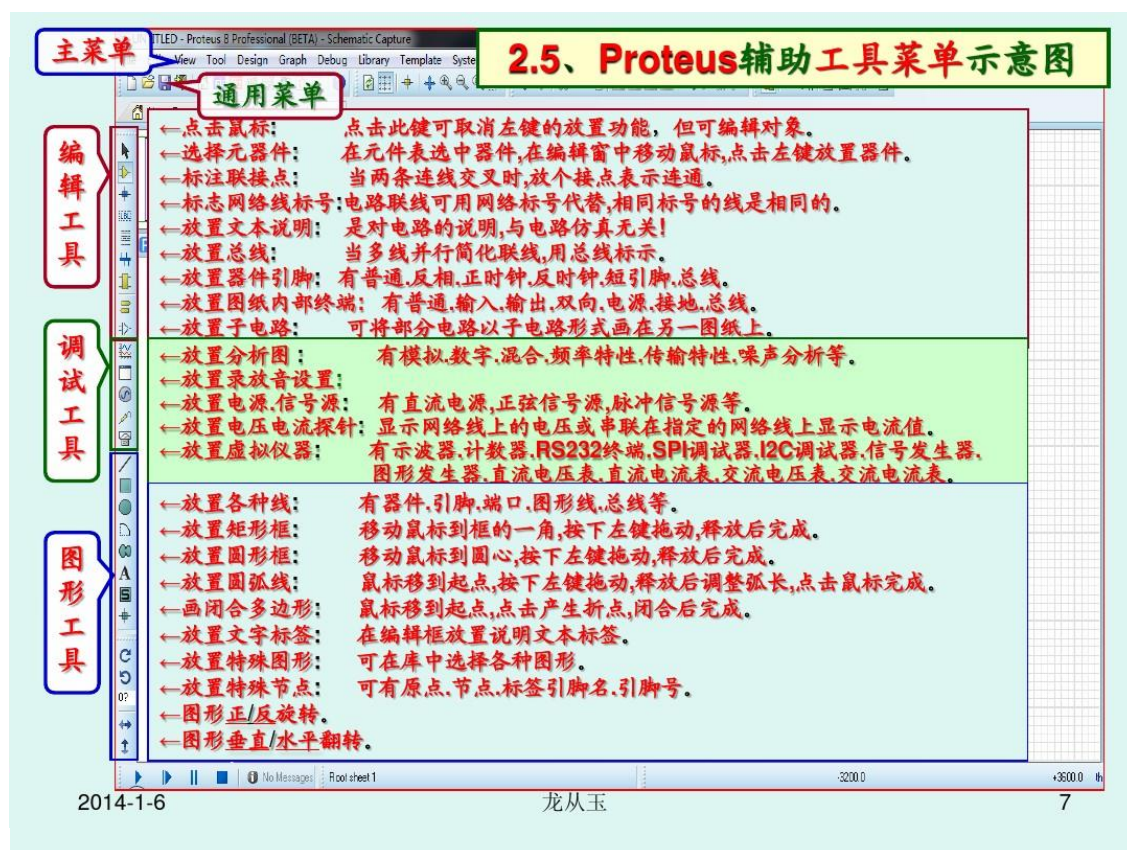 主菜单
TLED - Proteus 8 Professional (BETA) - Schematic Capture
2.5、Proteus辅助工具菜单示意图
View Tool Design Graph Debug Library Template Syste
通用菜单
编辑工具
←点击鼠标: 点击此键可取消左键的放置功能，但可编辑对象。
←选择元器件: 在元件表选中器件,在编辑窗中移动鼠标,点击左键放置器件。
←标注联接点: 当两条连线交叉时,放个接点表示连通。
←标志网络线标号:电路联线可用网络标号代替,相同标号的线是相同的。
←放置文本说明: 是对电路的说明,与电路仿真无关!
←放置总线: 当多线并行简化联线,用总线标示。
←放置器件引脚: 有普通.反相.正时钟.反时钟.短引脚.总线。
←放置图纸内部终端: 有普通.输入.输出.双向.电源.接地.总线。
←放置子电路: 可将部分电路以子电路形式画在另一图纸上。
调试工具
←放置分析图: 有模拟.数字.混合.频率特性.传输特性.噪声分析等。
←放置录放音设置:
←放置电源.信号源: 有直流电源,正弦信号源,脉冲信号源等。
←放置电压电流探针: 显示网络线上的电压或串联在指定的网络线上显示电流值。
←放置虚拟仪器: 有示波器.计数器.RS232终端.SPI调试器.I2C调试器.信号发生器.
图形发生器.直流电压表.直流电流表.交流电压表.交流电流表。
图形工具
←放置各种线: 有器件.引脚.端口.图形线.总线等。
←放置矩形框: 移动鼠标到框的一角,按下左键拖动,释放后完成。
←放置圆形框: 移动鼠标到圆心,按下左键拖动,释放后完成。
←放置圆弧线: 鼠标移到起点,按下左键拖动,释放后调整弧长,点击鼠标完成。
←画闭合多边形: 鼠标移到起点,点击产生折点,闭合后完成。
←放置文字标签: 在编辑框放置说明文本标签。
←放置特殊图形: 可在库中选择各种图形。
←放置特殊节点: 可有原点.节点.标签引脚名.引脚号。
←图形正/反旋转。
←图形垂直/水平翻转。
No Messages Root sheet 1 -3200.0 +3600.0 th
2014-1-6 龙从玉 7